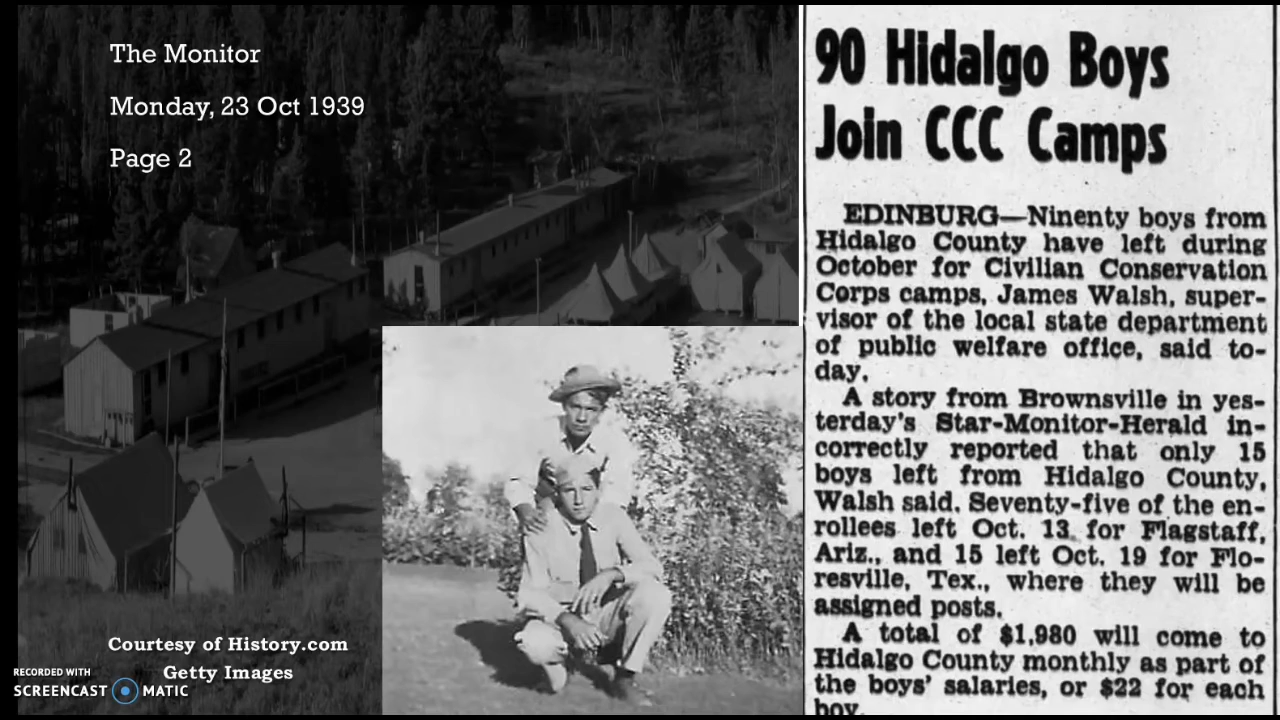 The Monitor
Monday, 23 Oct 1939
Page 2
Courtesy of History.com
Getty Images
RECORDED WITH
SCREENCAST MATIC
90 Hidalgo Boys
Join CCC Camps
EDINBURG—Ninenty boys from
Hidalgo County have left during
October for Civilian Conservation
Corps camps, James Walsh, super-
visor of the local state department
of public welfare office, said to-
day.
A story from Brownsville in yes-
terday's Star-Monitor-Herald in-
correctly reported that only 15
boys left from Hidalgo County,
Walsh said. Seventy-five of the en-
rollees left Oct. 13 for Flagstaff,
Ariz., and 15 left Oct. 19 for Flo-
resville, Tex., where they will be
assigned posts.
A total of $1,980 will come to
Hidalgo County monthly as part of
the boys' salaries, or $22 for each
boy.